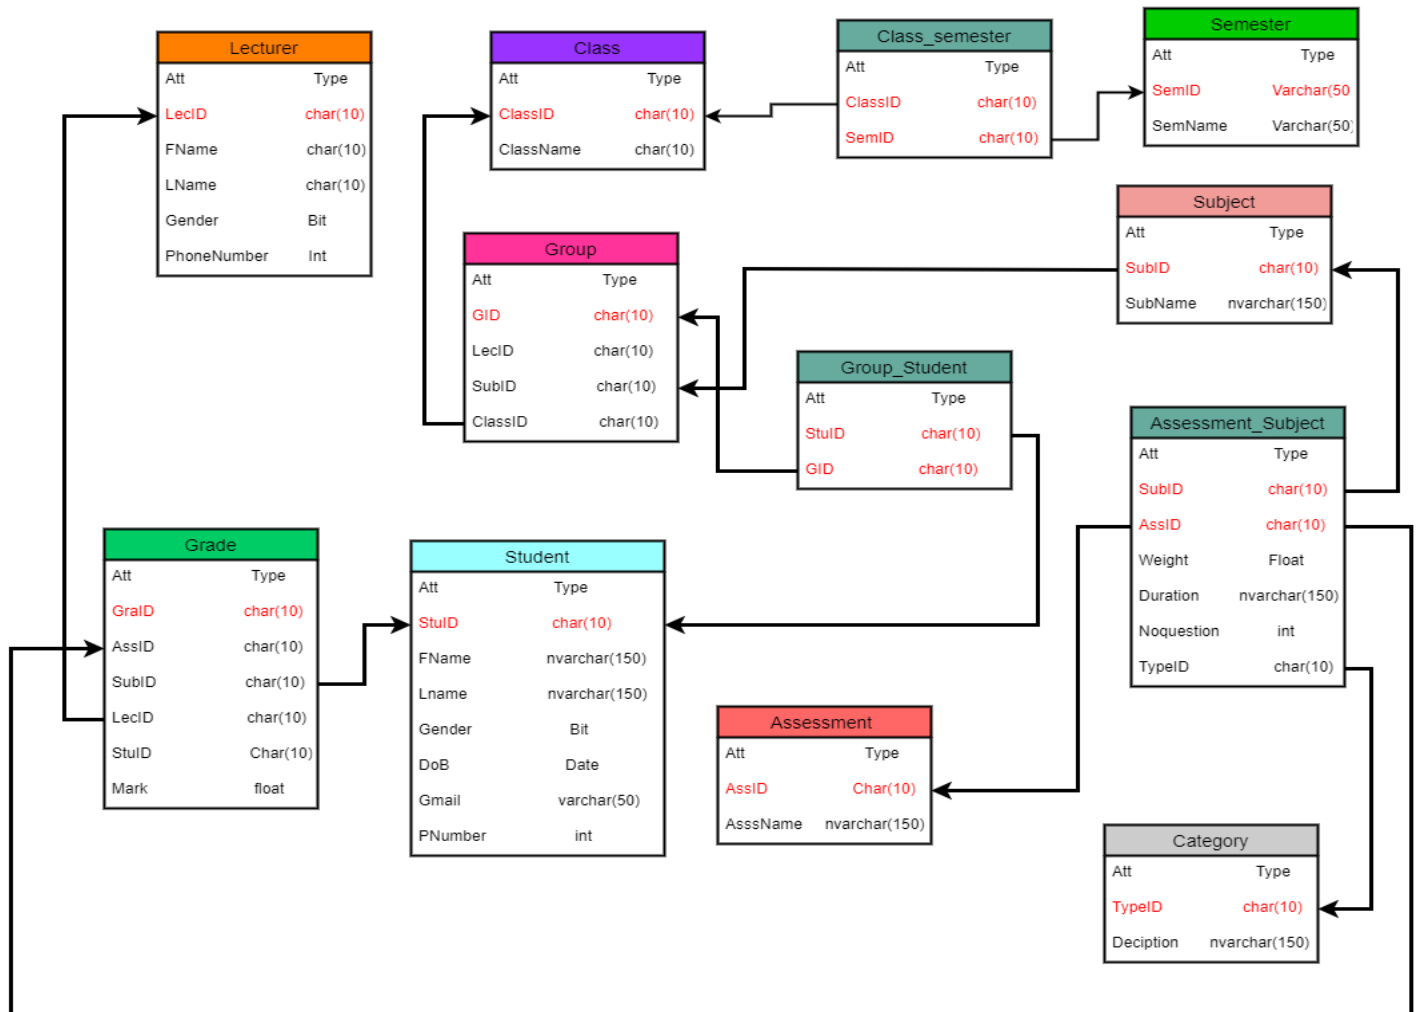 Lecturer
Att Type
LecID char(10)
FName char(10)
LName char(10)
Gender Bit
PhoneNumber Int
Class
Att Type
ClassID char(10)
ClassName char(10)
Class_semester
Att Type
ClassID char(10)
SemID char(10)
Semester
Att Type
SemID Varchar(50
SemName Varchar(50)
Subject
Att Type
SubID char(10)
SubName nvarchar(150)
Group
Att Type
GID char(10)
LecID char(10)
SubID char(10)
ClassID char(10)
Group_Student
Att Type
StuID char(10)
GID char(10)
Assessment_Subject
Att Type
SubID char(10)
AssID char(10)
Weight Float
Duration nvarchar(150)
Noquestion int
TypeID char(10)
Grade
Att Type
GraID char(10)
AssID char(10)
SubID char(10)
LecID char(10)
StuID Char(10)
Mark float
Student
Att Type
StuID char(10)
FName nvarchar(150)
Lname nvarchar(150)
Gender Bit
DoB Date
Gmail varchar(50)
PNumber int
Assessment
Att Type
AssID Char(10)
AsssName nvarchar(150)
Category
Att Type
TypeID char(10)
Deciption nvarchar(150)